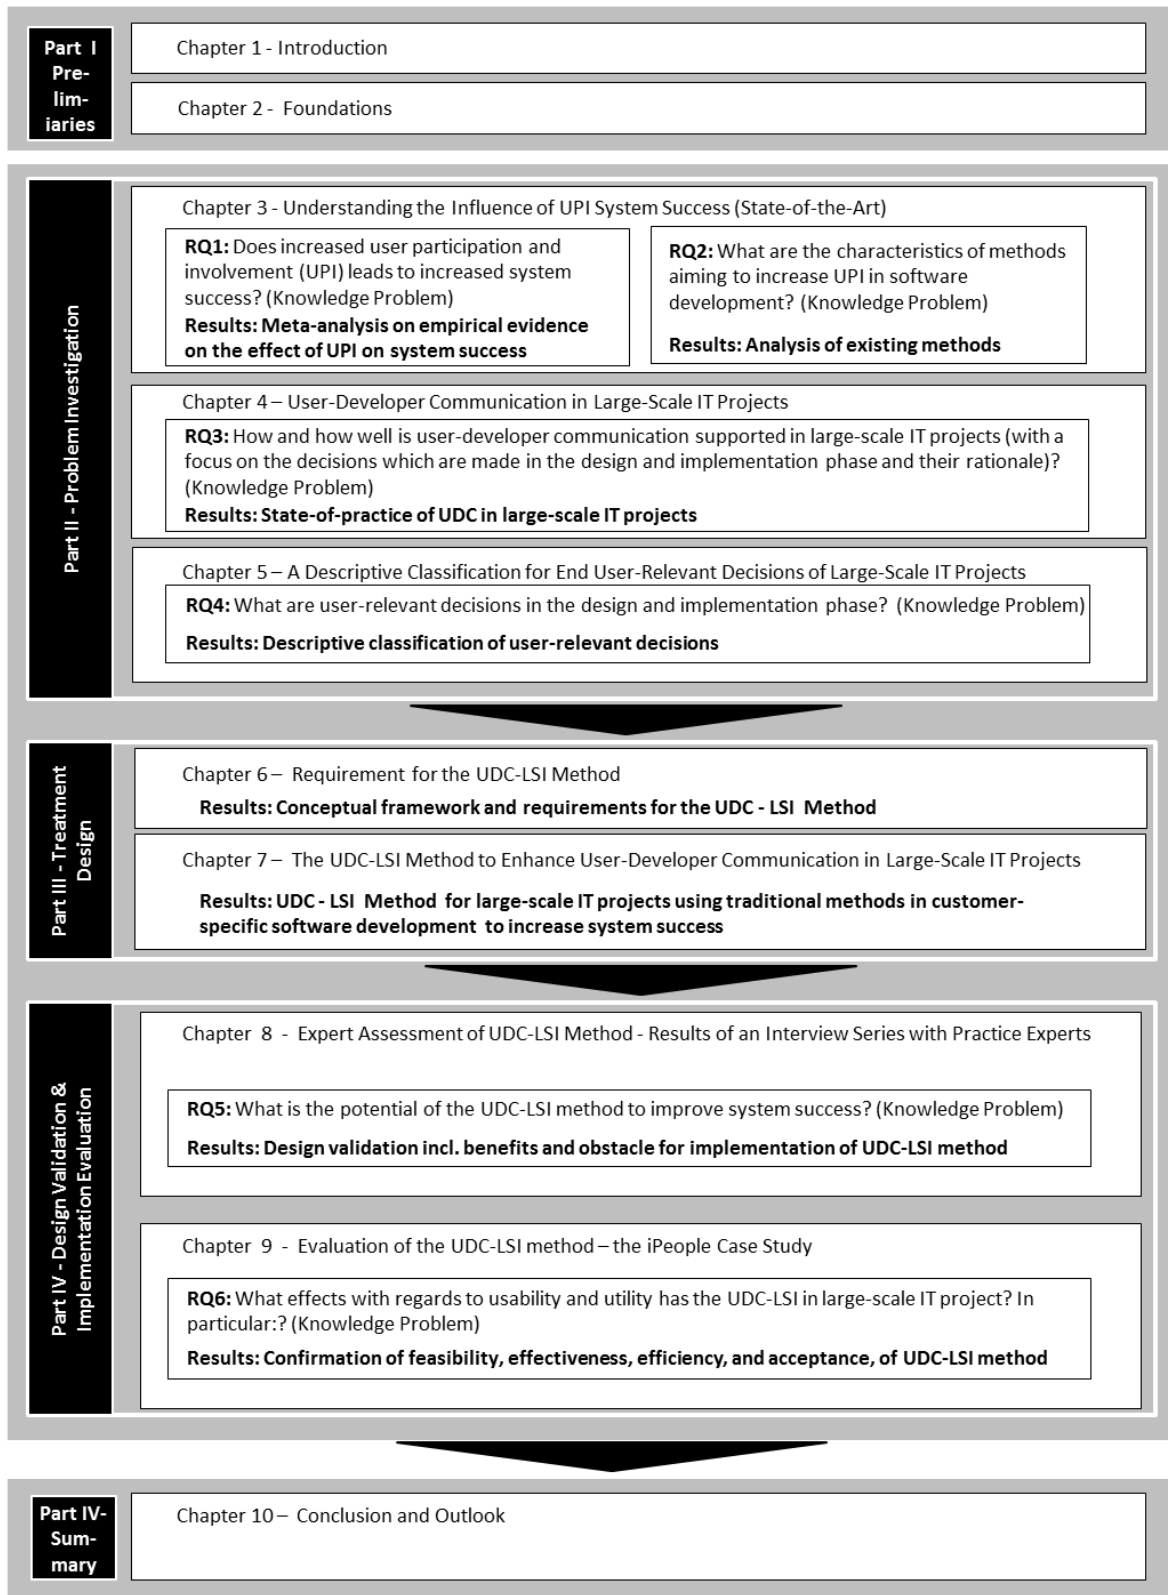 Part I
Pre-
lim-
iaries
Chapter 1 - Introduction
Chapter 2 - Foundations
Part II - Problem Investigation
Chapter 3 - Understanding the Influence of UPI System Success (State-of-the-Art)
RQ1: Does increased user participation and
involvement (UPI) leads to increased system
success? (Knowledge Problem)
Results: Meta-analysis on empirical evidence
on the effect of UPI on system success
RQ2: What are the characteristics of methods
aiming to increase UPI in software
development? (Knowledge Problem)
Results: Analysis of existing methods
Chapter 4 – User-Developer Communication in Large-Scale IT Projects
RQ3: How and how well is user-developer communication supported in large-scale IT projects (with a
focus on the decisions which are made in the design and implementation phase and their rationale)?
(Knowledge Problem)
Results: State-of-practice of UDC in large-scale IT projects
Chapter 5 – A Descriptive Classification for End User-Relevant Decisions of Large-Scale IT Projects
RQ4: What are user-relevant decisions in the design and implementation phase? (Knowledge Problem)
Results: Descriptive classification of user-relevant decisions
Part III - Treatment
Design
Chapter 6 – Requirement for the UDC-LSI Method
Results: Conceptual framework and requirements for the UDC - LSI Method
Chapter 7 – The UDC-LSI Method to Enhance User-Developer Communication in Large-Scale IT Projects
Results: UDC - LSI Method for large-scale IT projects using traditional methods in customer-
specific software development to increase system success
Part IV - Design Validation &
Implementation Evaluation
Chapter 8 - Expert Assessment of UDC-LSI Method - Results of an Interview Series with Practice Experts
RQ5: What is the potential of the UDC-LSI method to improve system success? (Knowledge Problem)
Results: Design validation incl. benefits and obstacle for implementation of UDC-LSI method
Chapter 9 - Evaluation of the UDC-LSI method – the iPeople Case Study
RQ6: What effects with regards to usability and utility has the UDC-LSI in large-scale IT project? In
particular:? (Knowledge Problem)
Results: Confirmation of feasibility, effectiveness, efficiency, and acceptance, of UDC-LSI method
Part IV-
Sum-
mary
Chapter 10 – Conclusion and Outlook